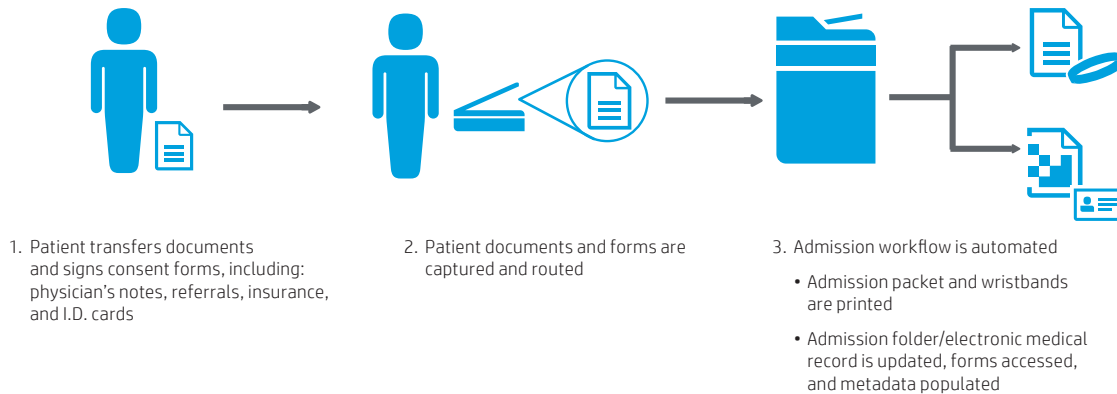 1. Patient transfers documents
and signs consent forms, including:
physician’s notes, referrals, insurance,
and I.D. cards
2. Patient documents and forms are
captured and routed
3. Admission workflow is automated
• Admission packet and wristbands
are printed
• Admission folder/electronic medical
record is updated, forms accessed,
and metadata populated